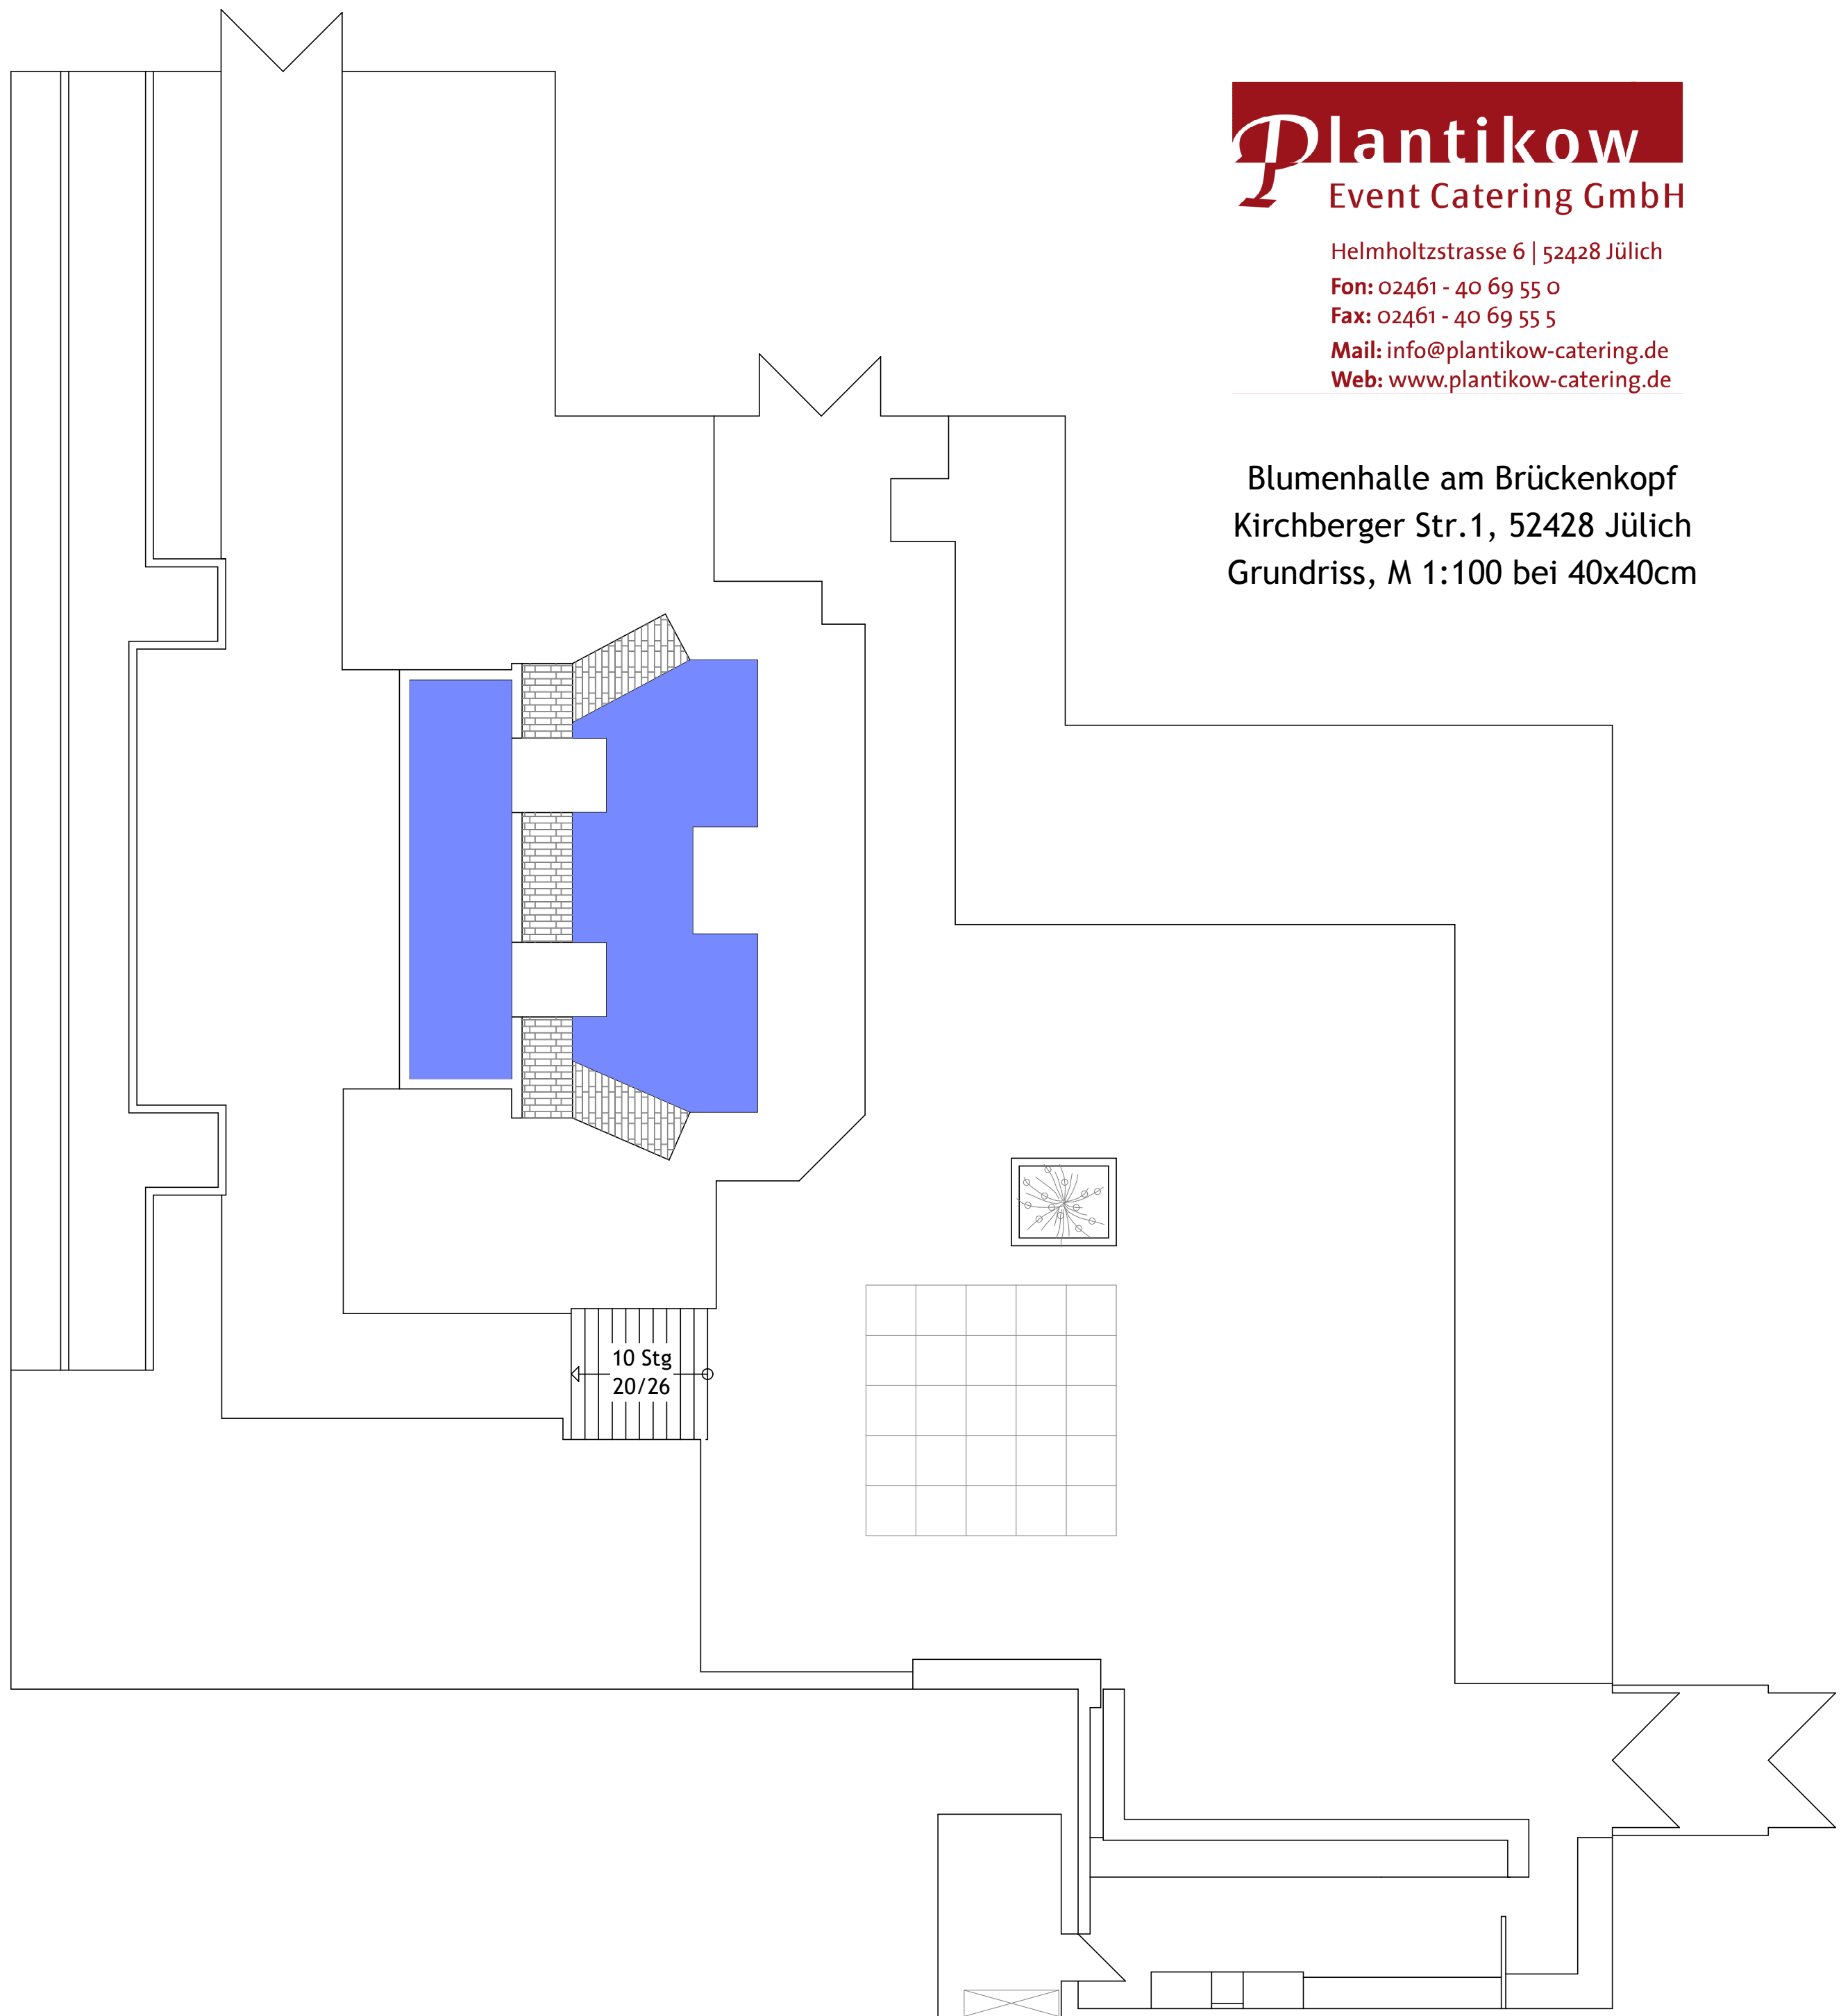 Plantikow
Event Catering GmbH
Helmholtzstrasse 6 | 52428 Jülich
Fon: 02461 - 40 69 55 0
Fax: 02461 - 40 69 55 5
Mail: info@plantikow-catering.de
Web: www.plantikow-catering.de
Blumenhalle am Brückenkopf
Kirchberger Str.1, 52428 Jülich
Grundriss, M 1:100 bei 40x40cm
10 Stg
20/26